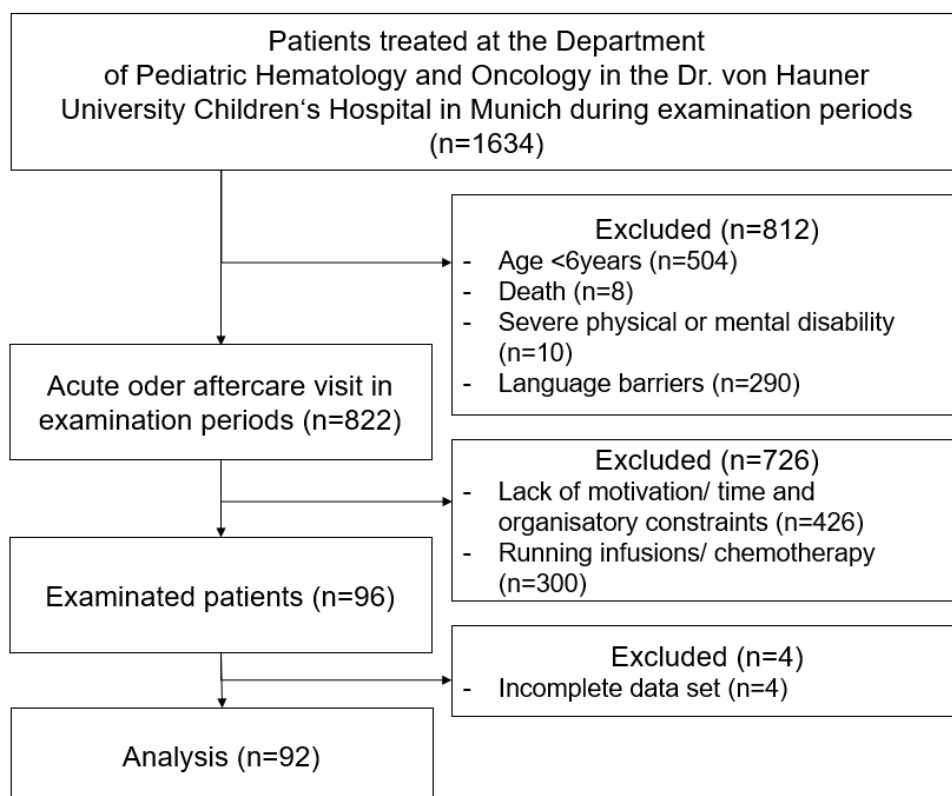 Patients treated at the Department
of Pediatric Hematology and Oncology in the Dr. von Hauner
University Children‘s Hospital in Munich during examination periods
(n=1634)
Excluded (n=812)
- Age <6years (n=504)
- Death (n=8)
- Severe physical or mental disability
(n=10)
- Language barriers (n=290)
Acute oder aftercare visit in
examination periods (n=822)
Excluded (n=726)
- Lack of motivation/ time and
organisatory constraints (n=426)
- Running infusions/ chemotherapy
(n=300)
Examinated patients (n=96)
Excluded (n=4)
- Incomplete data set (n=4)
Analysis (n=92)